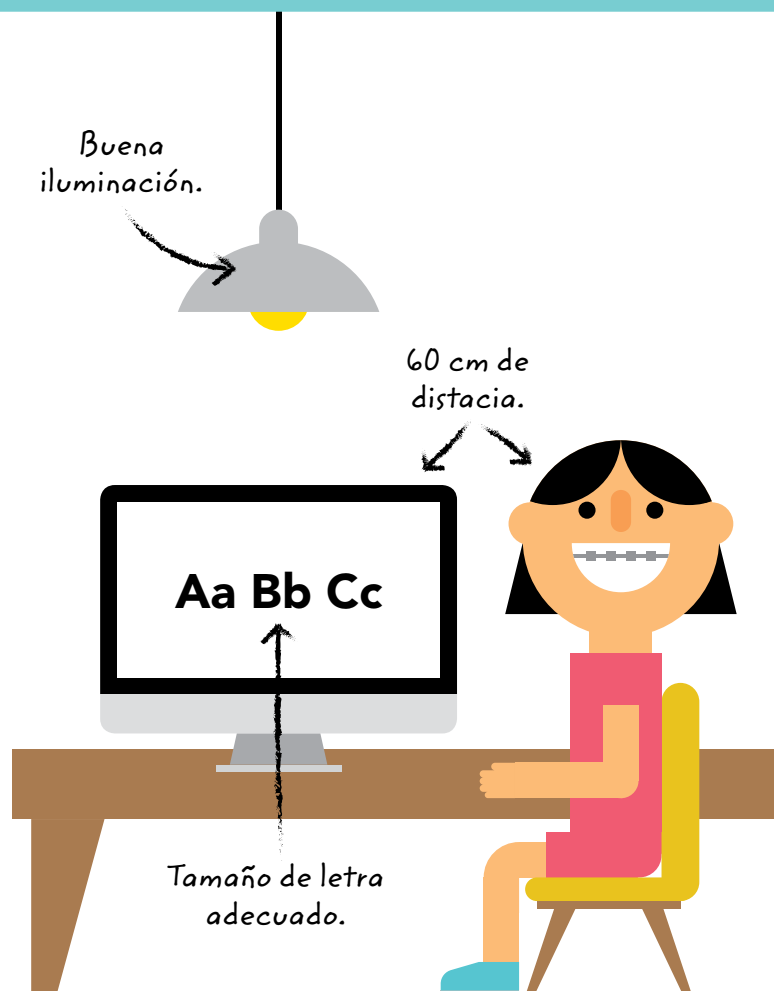 Buena
iluminación.
60 cm de
distacia.
Aa Bb Cc
Tamaño de letra
adecuado.